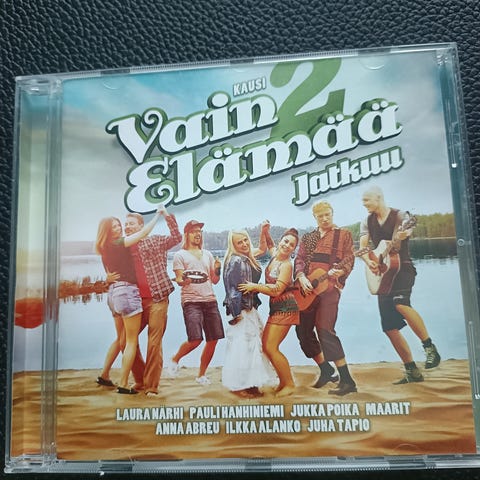 KAUSI 2
Vain
Elämää
Jatkuu
LAURA NÄRHI PAULI HANHINIEMI JUKKA POIKA MAARIT
ANNA ABREU ILKKA ALANKO JUHA TAPIO